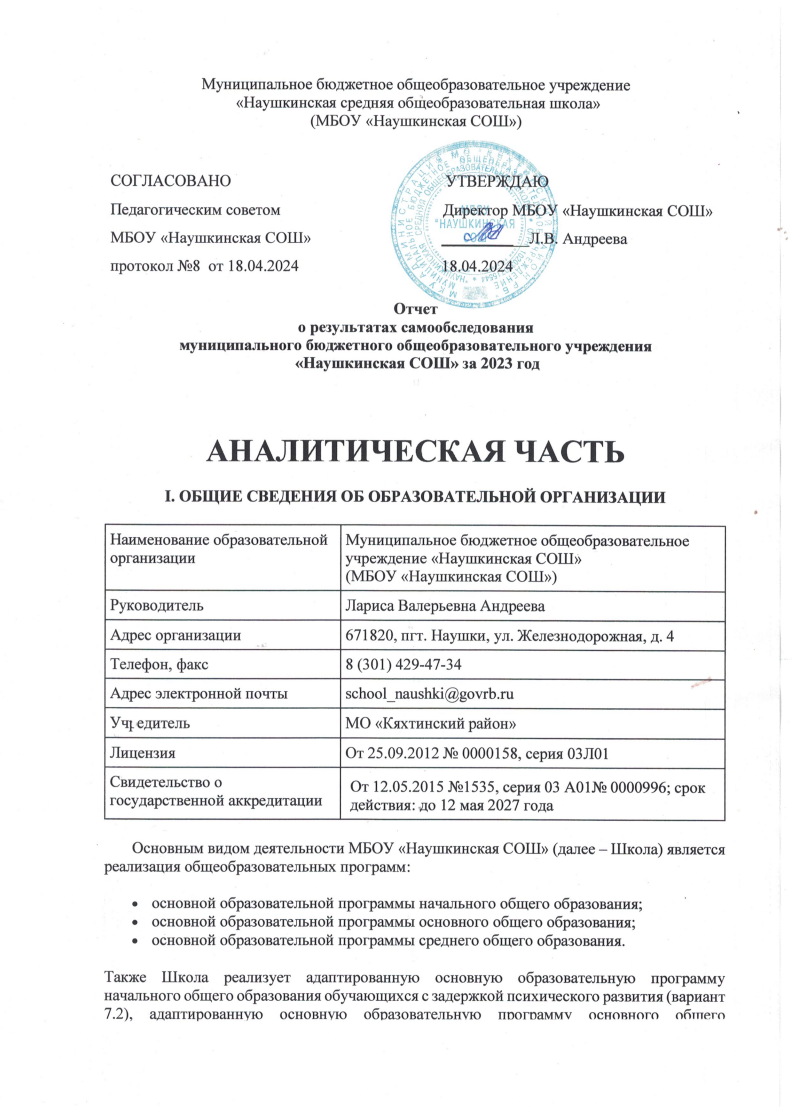 Муниципальное бюджетное общеобразовательное учреждение
«Наушкинская средняя общеобразовательная школа»
(МБОУ «Наушкинская СОШ»)
СОГЛАСОВАНО
Педагогическим советом
МБОУ «Наушкинская СОШ»
протокол №8 от 18.04.2024
УТВЕРЖДАЮ
Директор МБОУ «Наушкинская СОШ»
___________Л.В. Андреева
18.04.2024
"НАУШКИНСКАЯ
Отчет
о результатах самообследования
муниципального бюджетного общеобразовательного учреждения
«Наушкинская СОШ» за 2023 год
АНАЛИТИЧЕСКАЯ ЧАСТЬ
I. ОБЩИЕ СВЕДЕНИЯ ОБ ОБРАЗОВАТЕЛЬНОЙ ОРГАНИЗАЦИИ
Наименование образовательной
организации
Муниципальное бюджетное общеобразовательное
учреждение «Наушкинская СОШ»
(МБОУ «Наушкинская СОШ»)
Руководитель
Лариса Валерьевна Андреева
Адрес организации
671820, пгт. Наушки, ул. Железнодорожная, д. 4
Телефон, факс
8 (301) 429-47-34
Адрес электронной почты
school_naushki@govrb.ru
Учредитель
МО «Кяхтинский район»
Лицензия
От 25.09.2012 № 0000158, серия 03Л01
Свидетельство о
государственной аккредитации
От 12.05.2015 №1535, серия 03 А01№ 0000996; срок
действия: до 12 мая 2027 года
Основным видом деятельности МБОУ «Наушкинская СОШ» (далее – Школа) является
реализация общеобразовательных программ:
• основной образовательной программы начального общего образования;
• основной образовательной программы основного общего образования;
• основной образовательной программы среднего общего образования.
Также Школа реализует адаптированную основную образовательную программу
начального общего образования обучающихся с задержкой психического развития (вариант
7.2), адаптированную основную образовательную программу основного общего